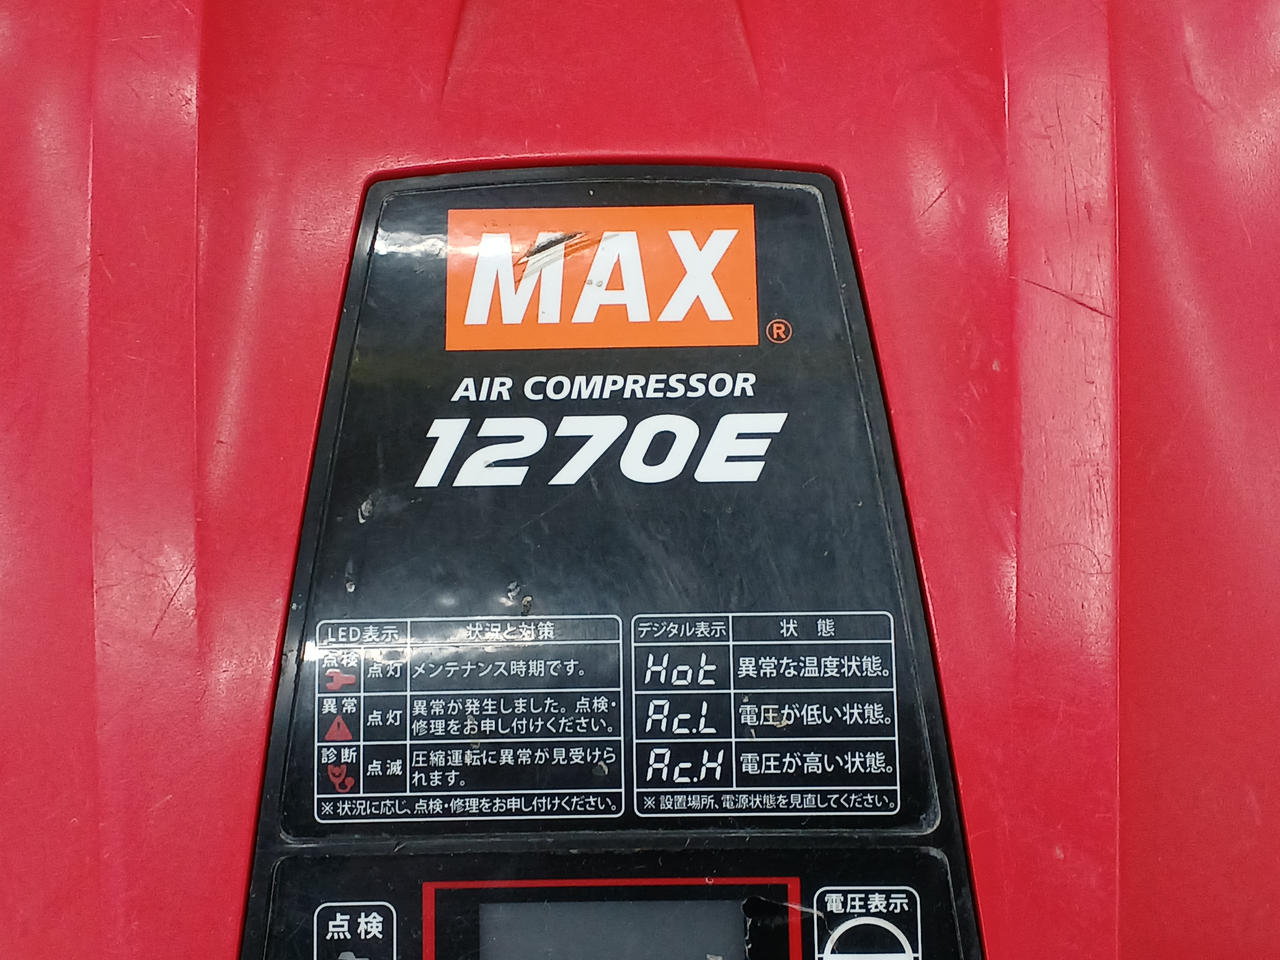 MAX
®
AIR COMPRESSOR
1270E
LED表示 状況と対策
点検 点灯 メンテナンス時期です。
異常 点灯 異常が発生しました。点検・
修理をお申し付けください。
診断 点滅 圧縮運転に異常が見受けら
れます。
※状況に応じ、点検・修理をお申し付けください。
デジタル表示 状態
Hot 異常な温度状態。
Ac.L 電圧が低い状態。
Ac.H 電圧が高い状態。
※設置場所、電源状態を見直してください。
点検
電圧表示